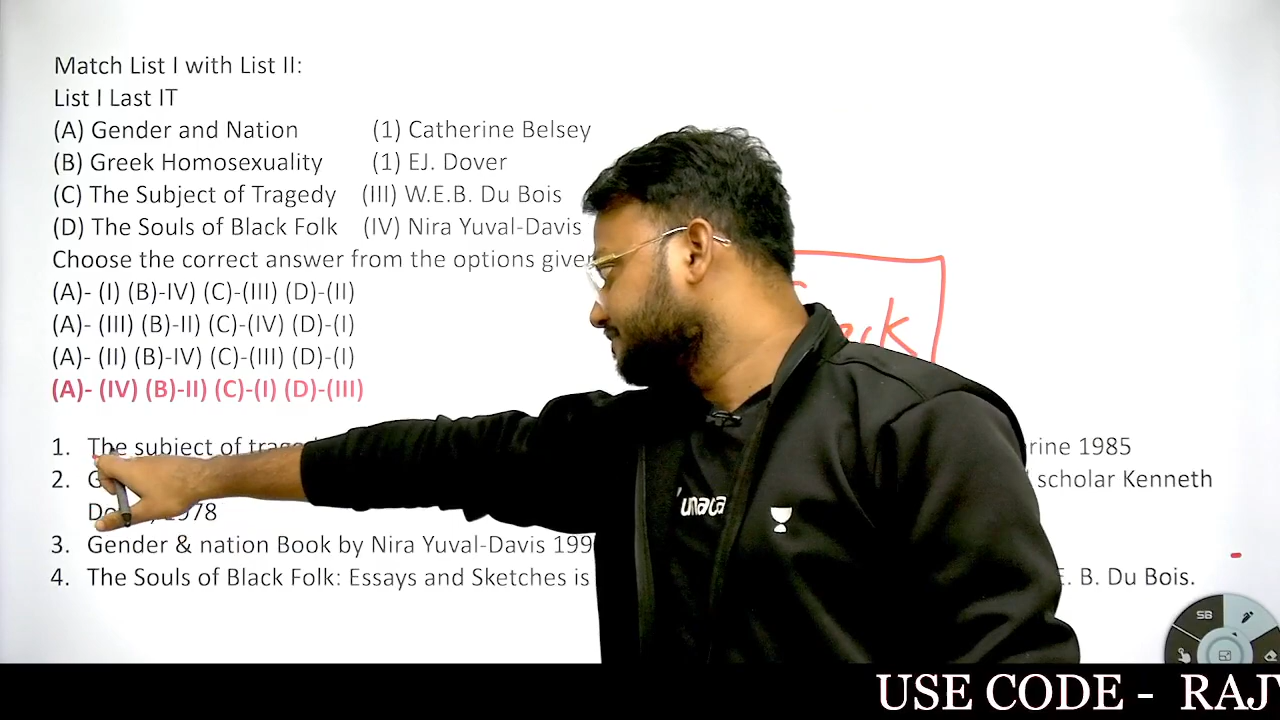 Match List I with List II:
List I Last IT
(A) Gender and Nation (1) Catherine Belsey
(B) Greek Homosexuality (1) EJ. Dover
(C) The Subject of Tragedy (III) W.E.B. Du Bois
(D) The Souls of Black Folk (IV) Nira Yuval-Davis
Choose the correct answer from the options given
(A)- (I) (B)-IV) (C)-(III) (D)-(II)
(A)- (III) (B)-II) (C)-(IV) (D)-(I)
(A)- (II) (B)-IV) (C)-(III) (D)-(I)
(A)- (IV) (B)-II) (C)-(I) (D)-(III)
1. The subject of 1985
2. scholar Kenneth
1978
3. Gender & nation Book by Nira Yuval-Davis
4. The Souls of Black Folk: Essays and Sketches is B. Du Bois.
SB
USE CODE - RAJ